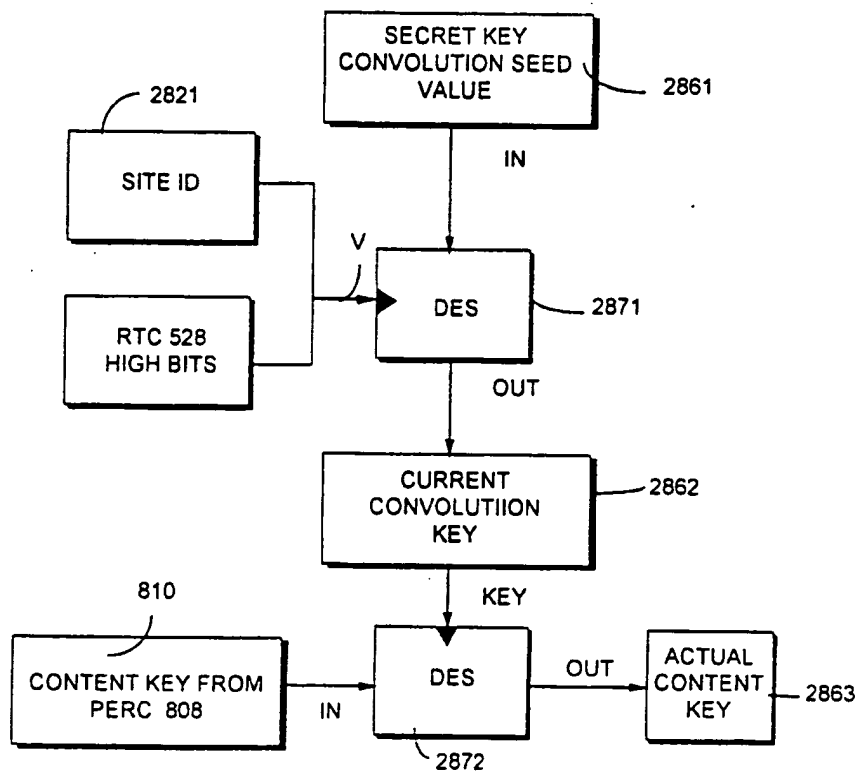 SECRET KEY
CONVOLUTION SEED
VALUE
2861
2821
IN
SITE ID
V
DES
2871
RTC 528
HIGH BITS
OUT
CURRENT
CONVOLUTIION
KEY
2862
810
KEY
CONTENT KEY FROM
PERC 808
IN
DES
OUT
ACTUAL
CONTENT
KEY
2863
2872